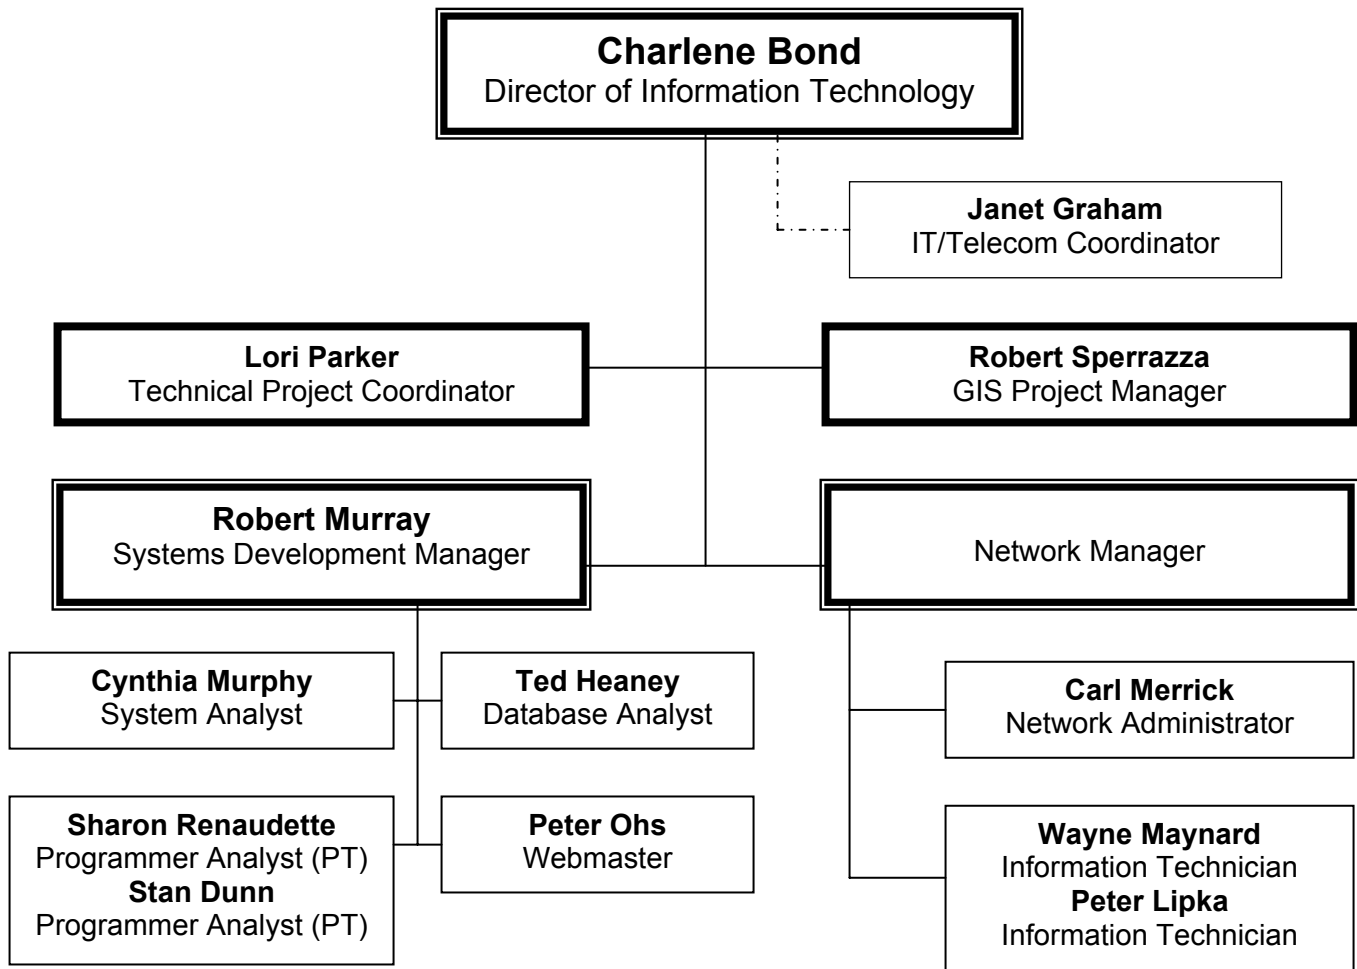 Charlene Bond
Director of Information Technology
Janet Graham
IT/Telecom Coordinator
Lori Parker
Technical Project Coordinator
Robert Sperrazza
GIS Project Manager
Robert Murray
Systems Development Manager
Network Manager
Cynthia Murphy
System Analyst
Ted Heaney
Database Analyst
Carl Merrick
Network Administrator
Sharon Renaudette
Programmer Analyst (PT)
Stan Dunn
Programmer Analyst (PT)
Peter Ohs
Webmaster
Wayne Maynard
Information Technician
Peter Lipka
Information Technician